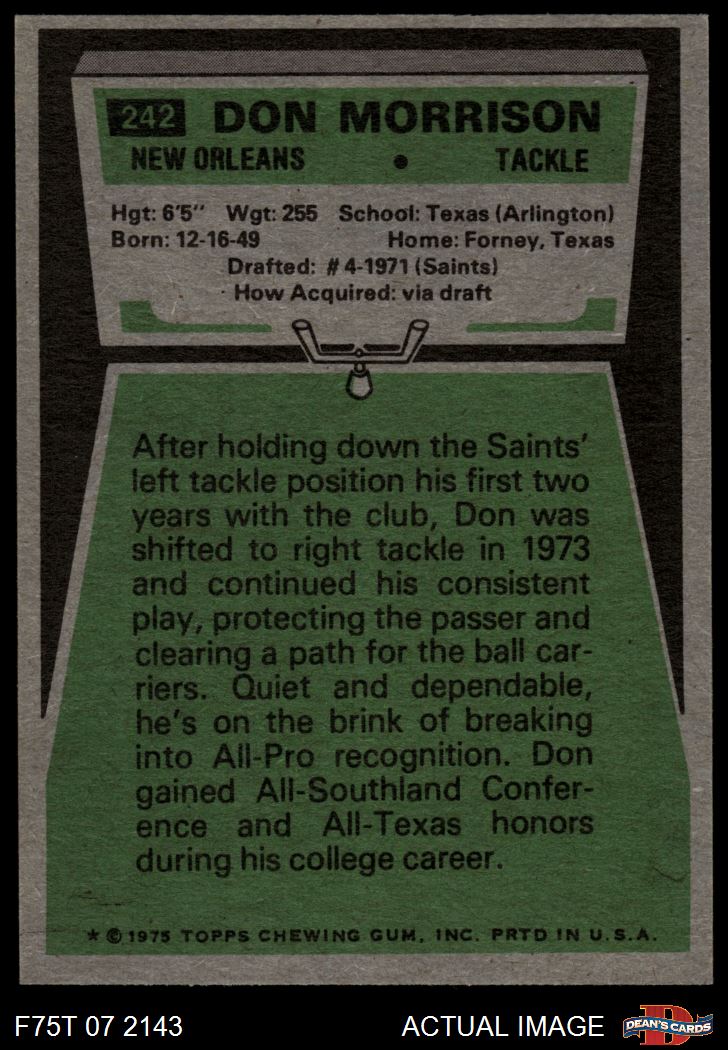 242 DON MORRISON
NEW ORLEANS • TACKLE
Hgt: 6'5" Wgt: 255 School: Texas (Arlington)
Born: 12-16-49 Home: Forney, Texas
Drafted: #4-1971 (Saints)
How Acquired: via draft
After holding down the Saints'
left tackle position his first two
years with the club, Don was
shifted to right tackle in 1973
and continued his consistent
play, protecting the passer and
clearing a path for the ball car-
riers. Quiet and dependable,
he's on the brink of breaking
into All-Pro recognition. Don
gained All-Southland Confer-
ence and All-Texas honors
during his college career.
* © 1975 TOPPS CHEWING GUM, INC. PRTD IN U.S.A.
F75T 07 2143 ACTUAL IMAGE D DEAN'S CARDS